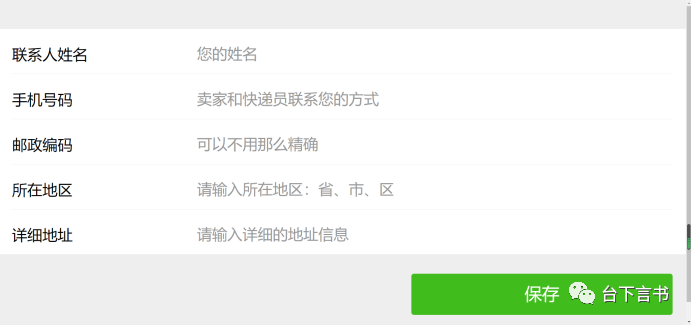 联系人姓名 您的姓名
手机号码 卖家和快递员联系您的方式
邮政编码 可以不用那么精确
所在地区 请输入所在地区：省、市、区
详细地址 请输入详细的地址信息
保存 台下言书